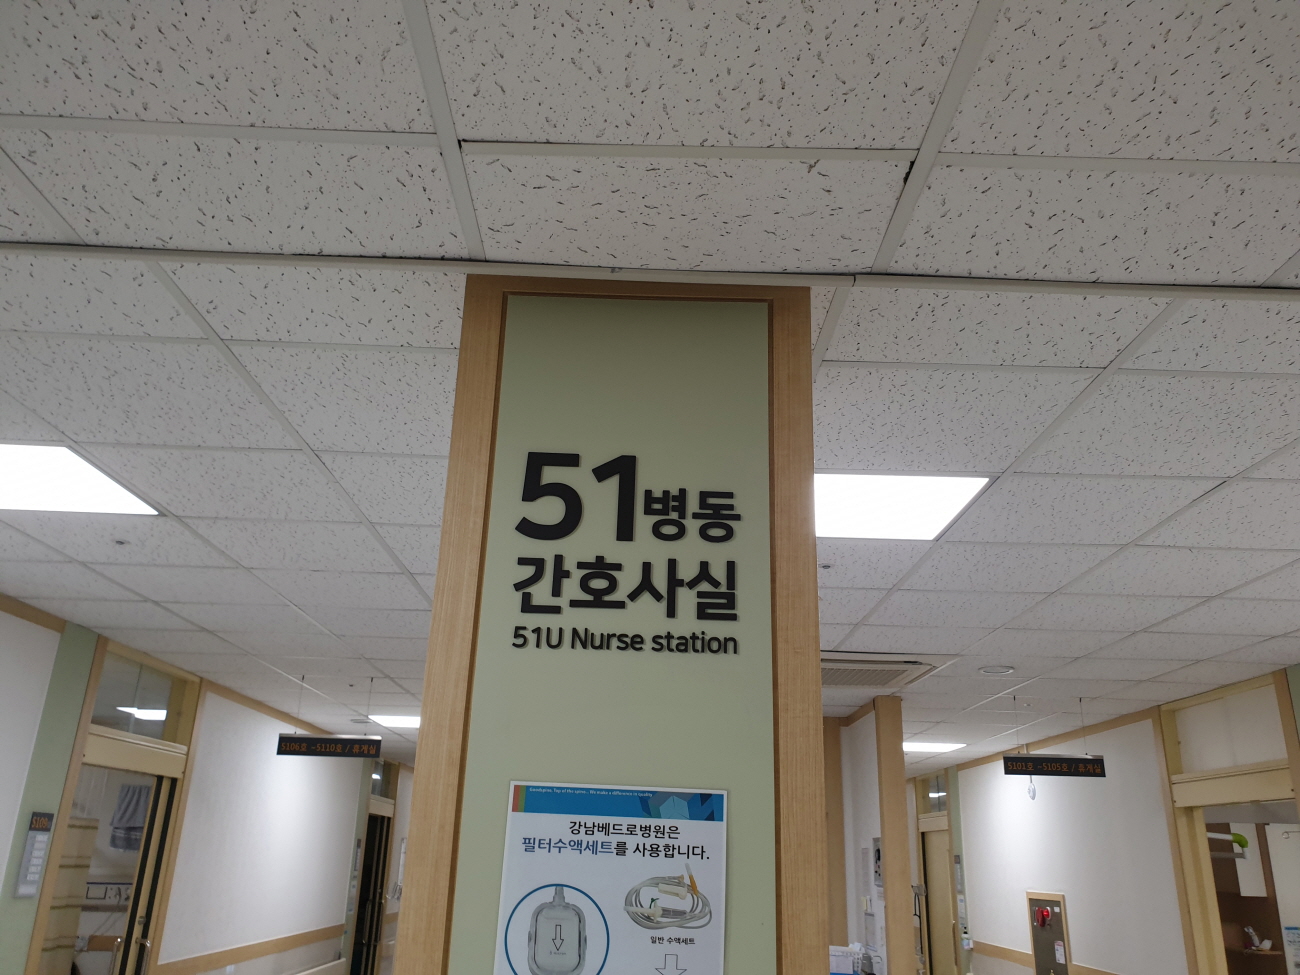 51병동
간호사실
51U Nurse station
5106호 ~5110호 / 휴게실
5101호 ~5105호 / 휴게실
강남베드로병원은
필터수액세트를 사용합니다.
일반 수액세트